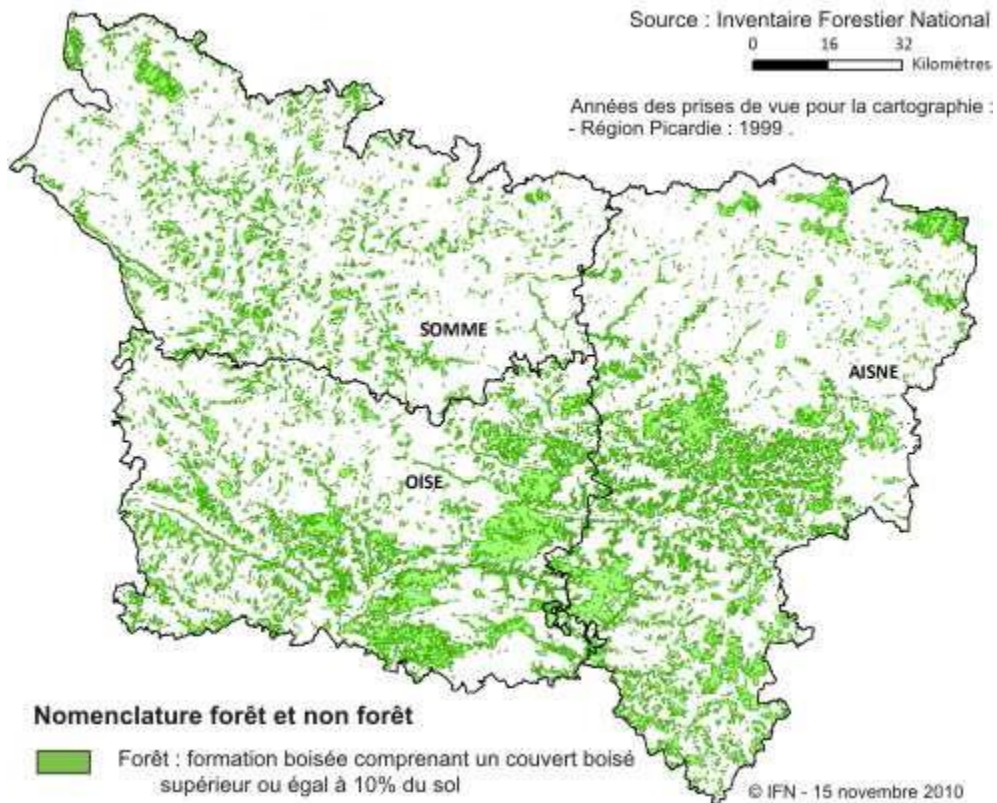 Source : Inventaire Forestier National
0 16 32
Kilomètres
Années des prises de vue pour la cartographie :
- Région Picardie : 1999 .
SOMME
AISNE
OISE
Nomenclature forêt et non forêt
Forêt : formation boisée comprenant un couvert boisé
supérieur ou égal à 10% du sol
© IFN - 15 novembre 2010